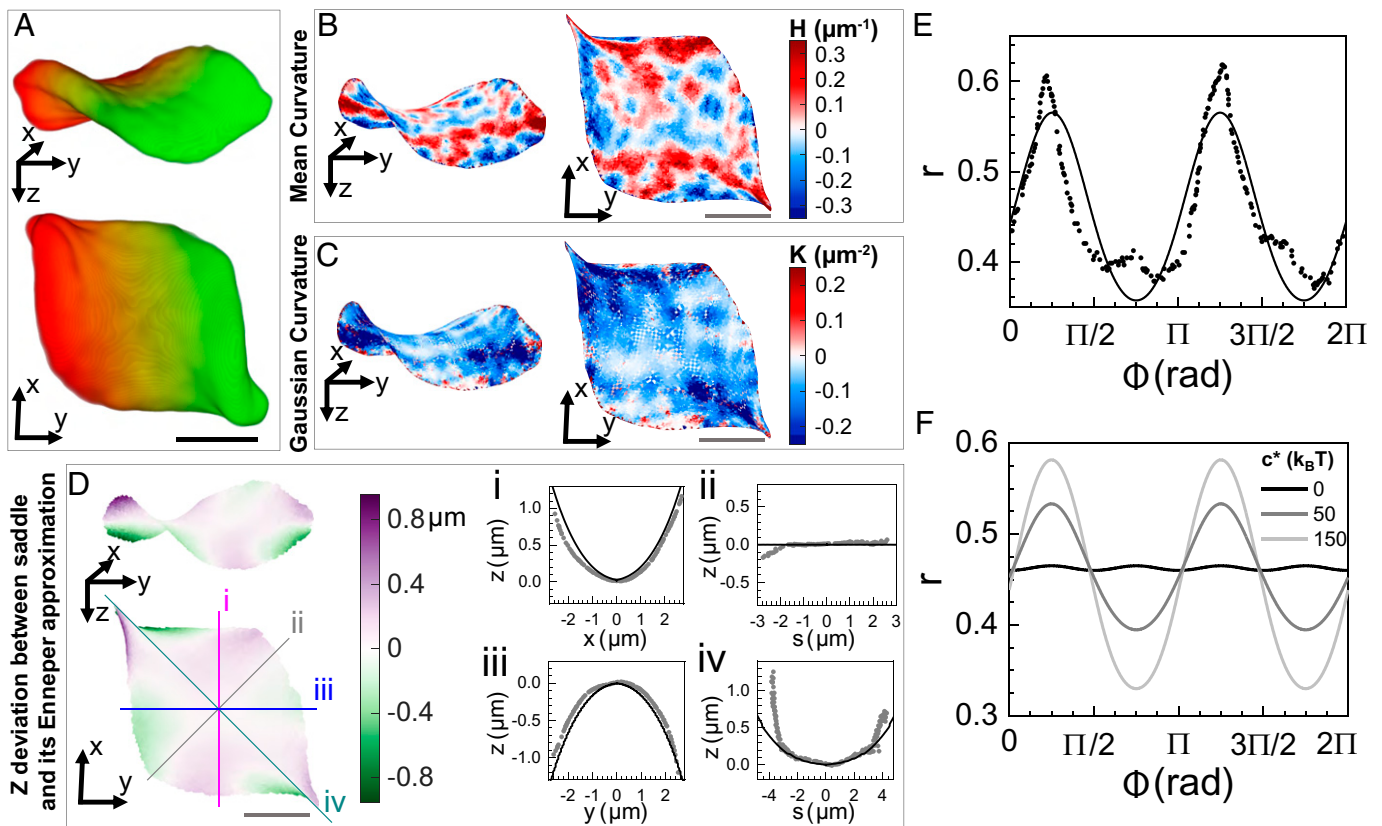 A
x
y
z
x
y
B
Mean Curvature
x
y
z
x
y
H (µm⁻¹)
0.3
0.2
0.1
0
-0.1
-0.2
-0.3
C
Gaussian Curvature
x
y
z
x
y
K (µm⁻²)
0.2
0.1
0
-0.1
-0.2
D
Z deviation between saddle
and its Enneper approximation
x
y
z
x
y
i
ii
iii
iv
0.8 µm
0.4
0
-0.4
-0.8
i
z (µm)
1.0
0.5
0.0
-2 -1 0 1 2
x (µm)
ii
z (µm)
0.5
0.0
-0.5
-3 -2 -1 0 1 2 3
s (µm)
iii
z (µm)
0.0
-0.5
-1.0
-2 -1 0 1 2
y (µm)
iv
z (µm)
1.0
0.5
0.0
-4 -2 0 2 4
s (µm)
E
r
0.6
0.4
0 Π/2 Π 3Π/2 2Π
Φ (rad)
F
r
0.6
0.5
0.4
0.3
c* (k_BT)
0
50
150
0 Π/2 Π 3Π/2 2Π
Φ (rad)